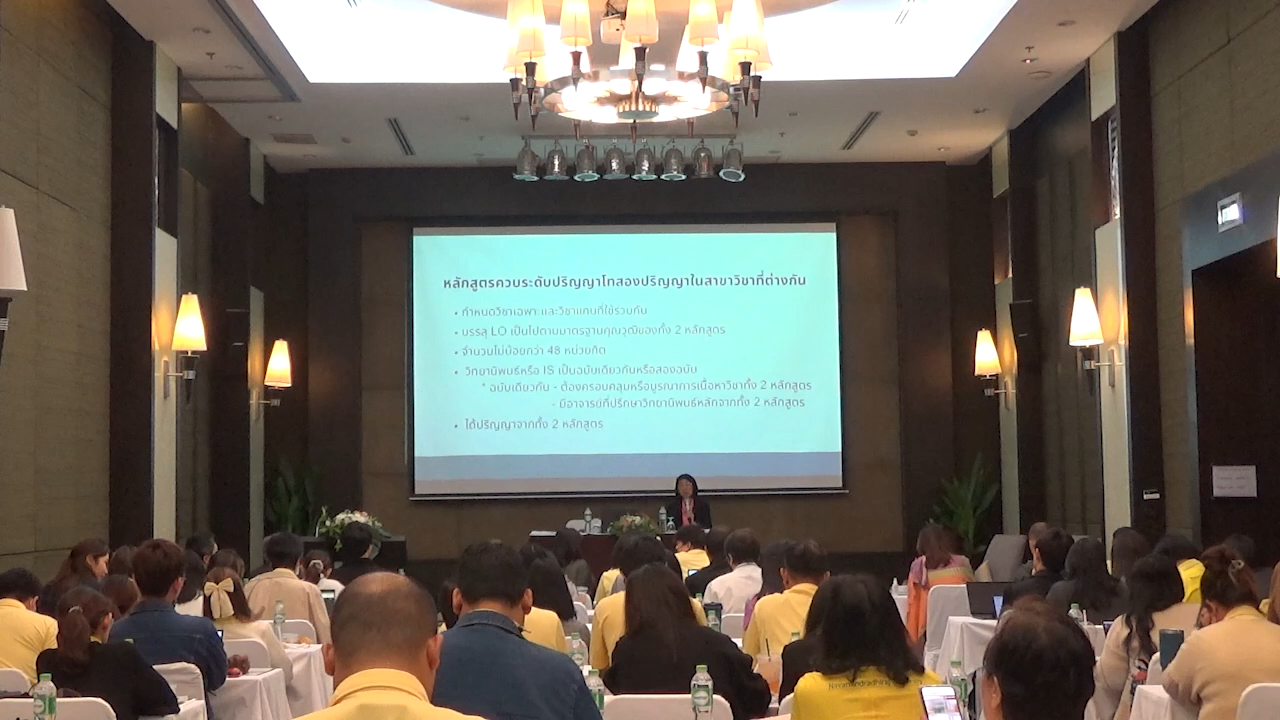 หลักสูตรควบระดับปริญญาโทสองปริญญาในสาขาวิชาที่ต่างกัน
• กำหนดวิชาเฉพาะและวิชาแกนที่ใช้ร่วมกัน
• บรรลุ LO เป็นไปตามมาตรฐานคุณวุฒิของทั้ง 2 หลักสูตร
• จำนวนไม่น้อยกว่า 48 หน่วยกิต
• วิทยานิพนธ์หรือ IS เป็นฉบับเดียวกันหรือสองฉบับ
* ฉบับเดียวกัน - ต้องครอบคลุมหรือบูรณาการเนื้อหาวิชาทั้ง 2 หลักสูตร
- มีอาจารย์ที่ปรึกษาวิทยานิพนธ์หลักจากทั้ง 2 หลักสูตร
• ได้ปริญญาจากทั้ง 2 หลักสูตร